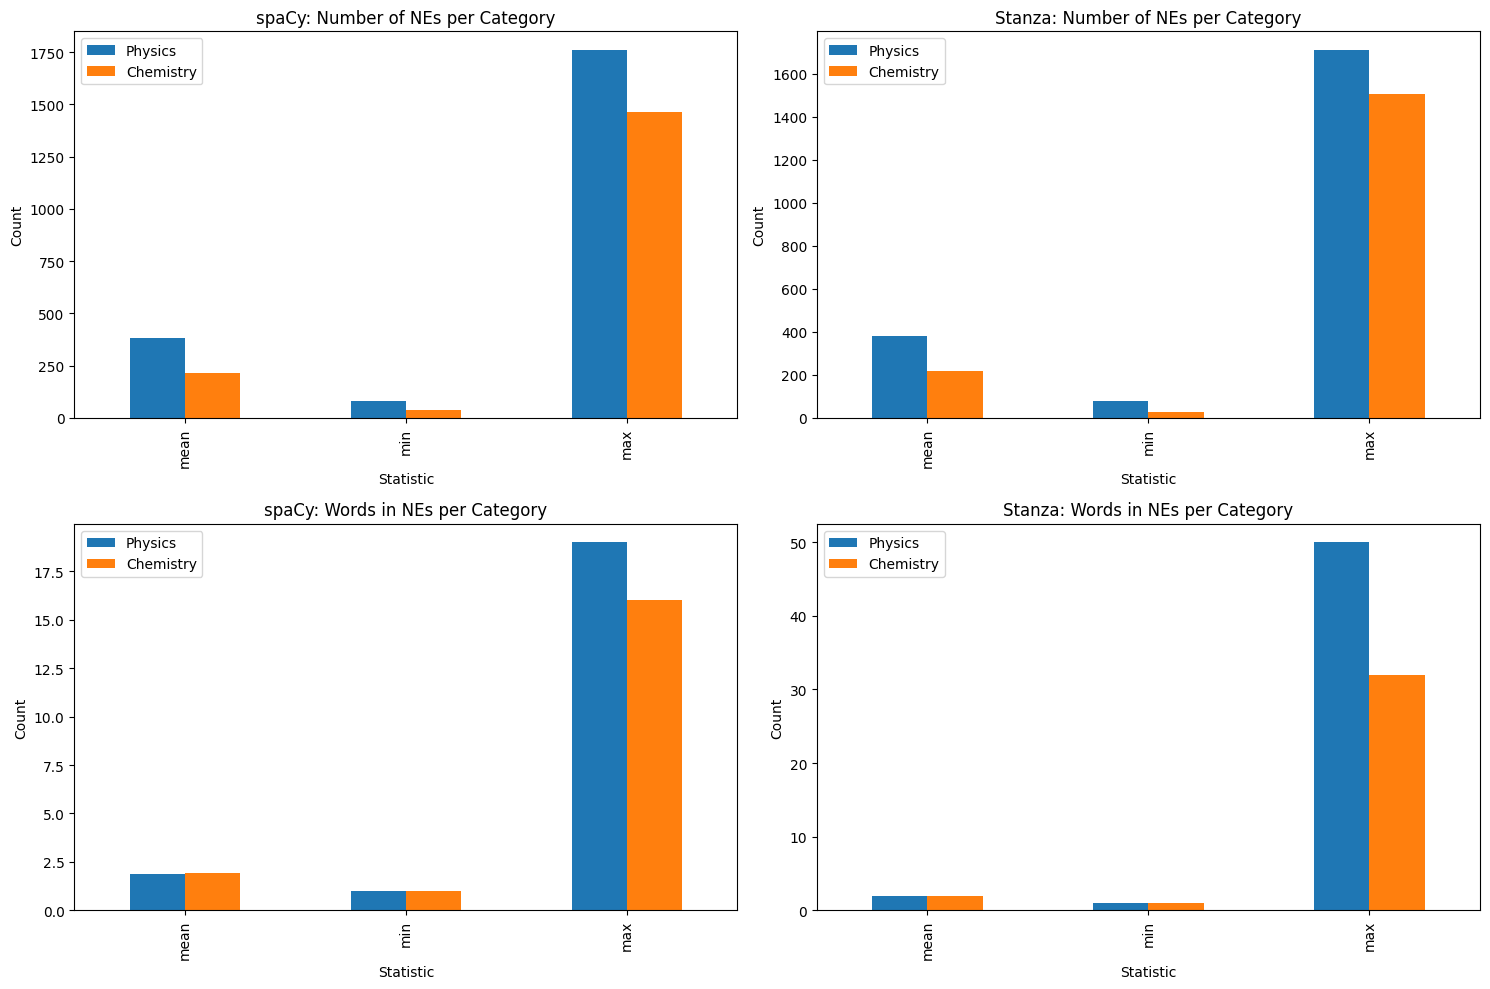 spaCy: Number of NEs per Category
Physics
Chemistry
1750
1500
1250
1000
750
500
250
0
Count
mean
min
max
Statistic
Stanza: Number of NEs per Category
Physics
Chemistry
1600
1400
1200
1000
800
600
400
200
0
Count
mean
min
max
Statistic
spaCy: Words in NEs per Category
Physics
Chemistry
17.5
15.0
12.5
10.0
7.5
5.0
2.5
0.0
Count
mean
min
max
Statistic
Stanza: Words in NEs per Category
Physics
Chemistry
50
40
30
20
10
0
Count
mean
min
max
Statistic